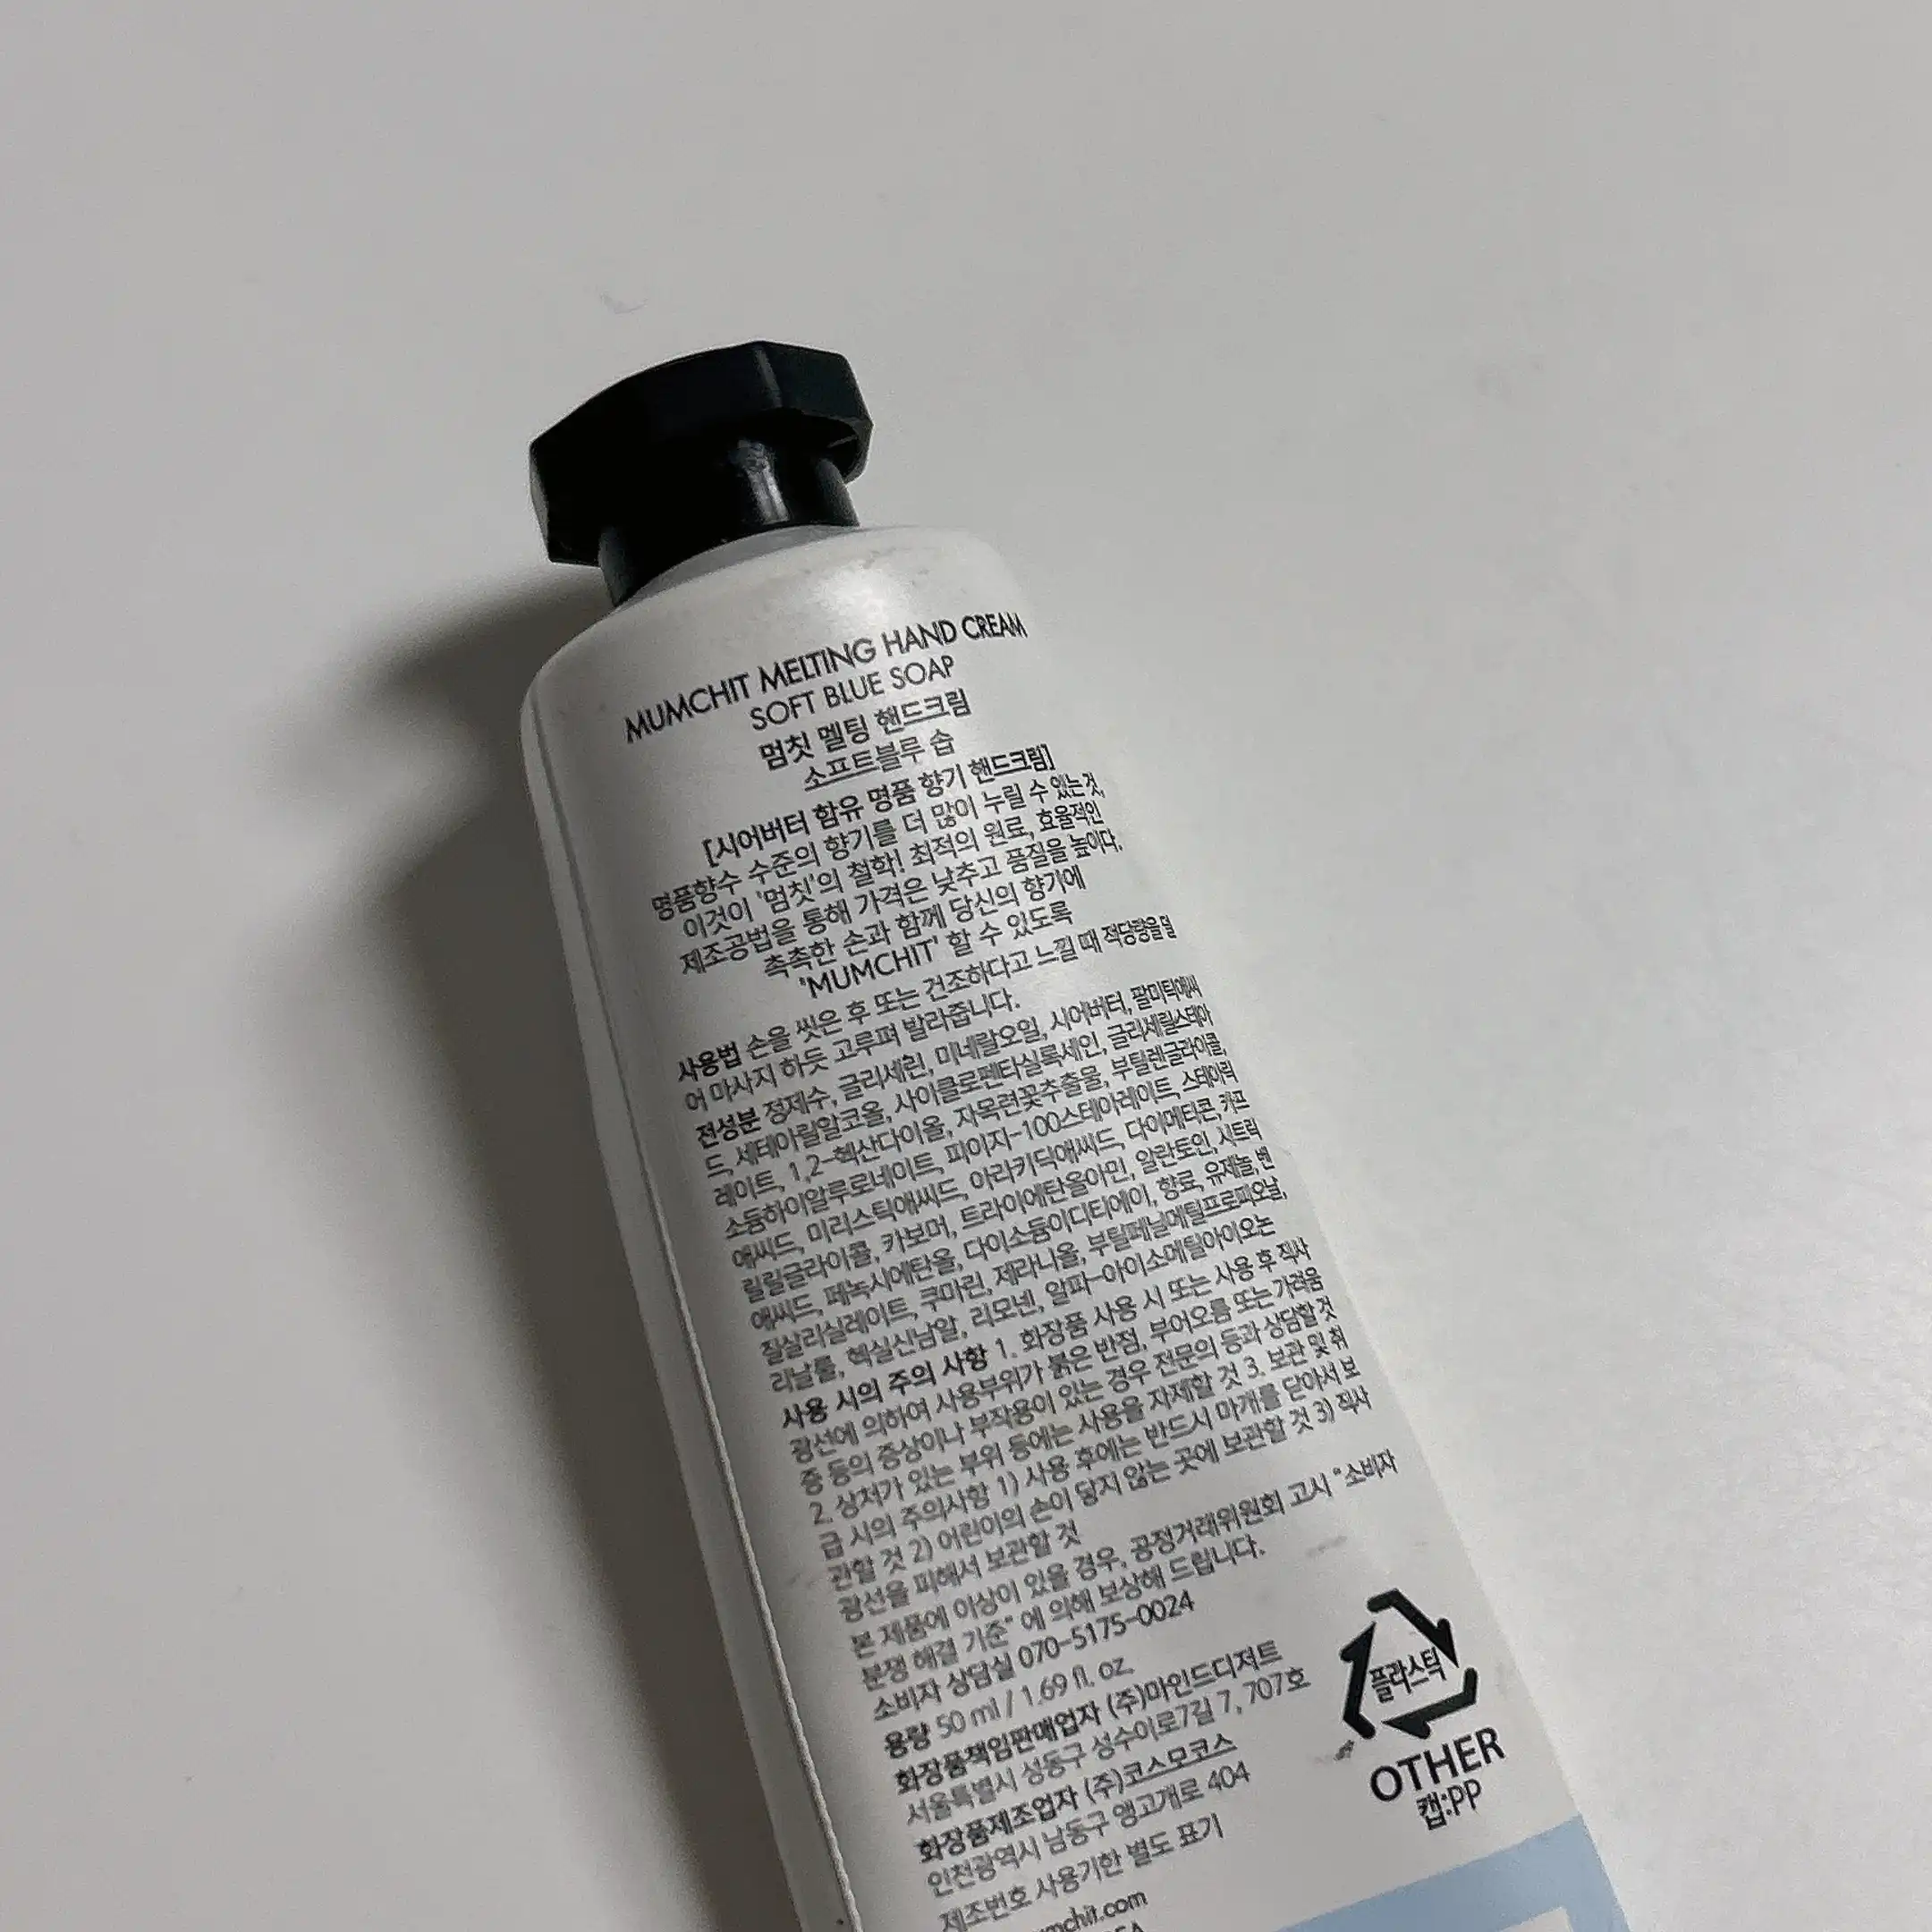 MUMCHIT MELTING HAND CREAM
SOFT BLUE SOAP
멈칫 멜팅 핸드크림
소프트블루 솝
[시어버터 함유 명품 향기 핸드크림]
명품향수 수준의 향기를 더 많이 누릴 수 있는 것,
이것이 '멈칫'의 철학! 최적의 원료, 효율적인
제조공법을 통해 가격은 낮추고 품질을 높이다.
촉촉한 손과 함께 당신의 향기에
'MUMCHIT' 할 수 있도록
사용법 손을 씻은 후 또는 건조하다고 느낄 때 적당량을 덜
어 마사지 하듯 고루펴 발라줍니다.
전성분 정제수, 글리세린, 미네랄오일, 시어버터, 팔미틱애씨
드, 세테아릴알코올, 사이클로펜타실록세인, 글리세릴스테아
레이트, 1,2-헥산다이올, 자목련꽃추출물, 부틸렌글라이콜,
소듐하이알루로네이트, 피이지-100스테아레이트, 스테아릭
애씨드, 미리스틱애씨드, 아라키딕애씨드, 다이메티콘, 카프
릴릴글라이콜, 카보머, 트라이에탄올아민, 알란토인, 시트릭
애씨드, 페녹시에탄올, 다이소듐이디티에이, 향료, 유제놀, 벤
질살리실레이트, 쿠마린, 제라니올, 부틸페닐메틸프로피오날,
리날룰, 헥실신남알, 리모넨, 알파-아이소메틸아이오논
사용 시의 주의 사항 1. 화장품 사용 시 또는 사용 후 직사
광선에 의하여 사용부위가 붉은 반점, 부어오름 또는 가려움
증 등의 증상이나 부작용이 있는 경우 전문의 등과 상담할 것
2. 상처가 있는 부위 등에는 사용을 자제할 것 3. 보관 및 취
급 시의 주의사항 1) 사용 후에는 반드시 마개를 닫아서 보
관할 것 2) 어린이의 손이 닿지 않는 곳에 보관할 것 3) 직사
광선을 피해서 보관할 것
본 제품에 이상이 있을 경우, 공정거래위원회 고시 "소비자
분쟁 해결 기준" 에 의해 보상해 드립니다.
소비자 상담실 070-5175-0024
용량 50 ml / 1.69 fl. oz.
화장품책임판매업자 (주)마인드디저트
서울특별시 성동구 성수이로7길 7, 707호
화장품제조업자 (주)코스모코스
인천광역시 남동구 앵고개로 404
제조번호 사용기한 별도 표기
플라스틱
OTHER
캡:PP